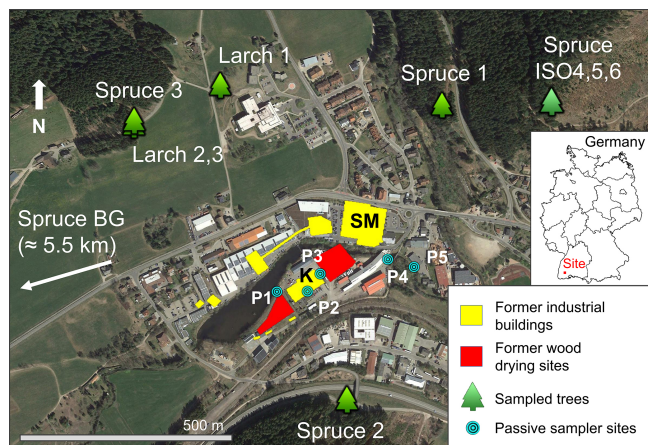 Larch 1
Spruce 3
Spruce 1
Spruce
ISO4,5,6
N
Larch 2,3
Germany
Site
Spruce BG
(≈ 5.5 km)
SM
P3
K
P4
P5
P1
P2
Former industrial
buildings
Former wood
drying sites
Sampled trees
Passive sampler sites
500 m
Spruce 2